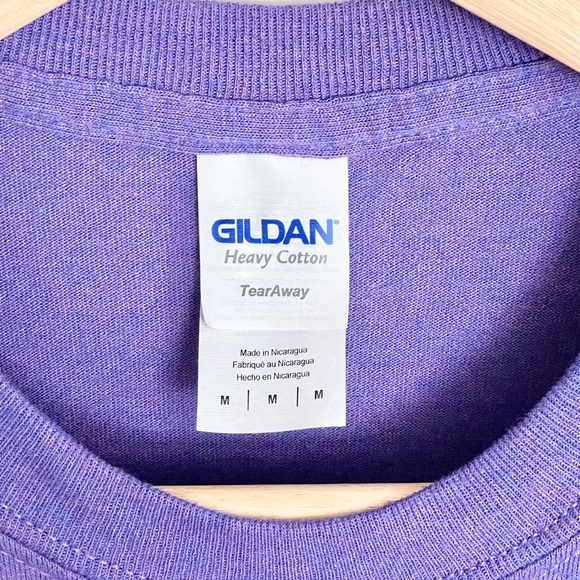 GILDAN
Heavy Cotton
TearAway
Made in Nicaragua
Fabriqué au Nicaragua
Hecho en Nicaragua
M | M | M